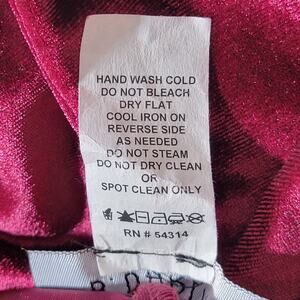 HAND WASH COLD
DO NOT BLEACH
DRY FLAT
COOL IRON ON
REVERSE SIDE
AS NEEDED
DO NOT STEAM
DO NOT DRY CLEAN
OR
SPOT CLEAN ONLY
RN # 54314